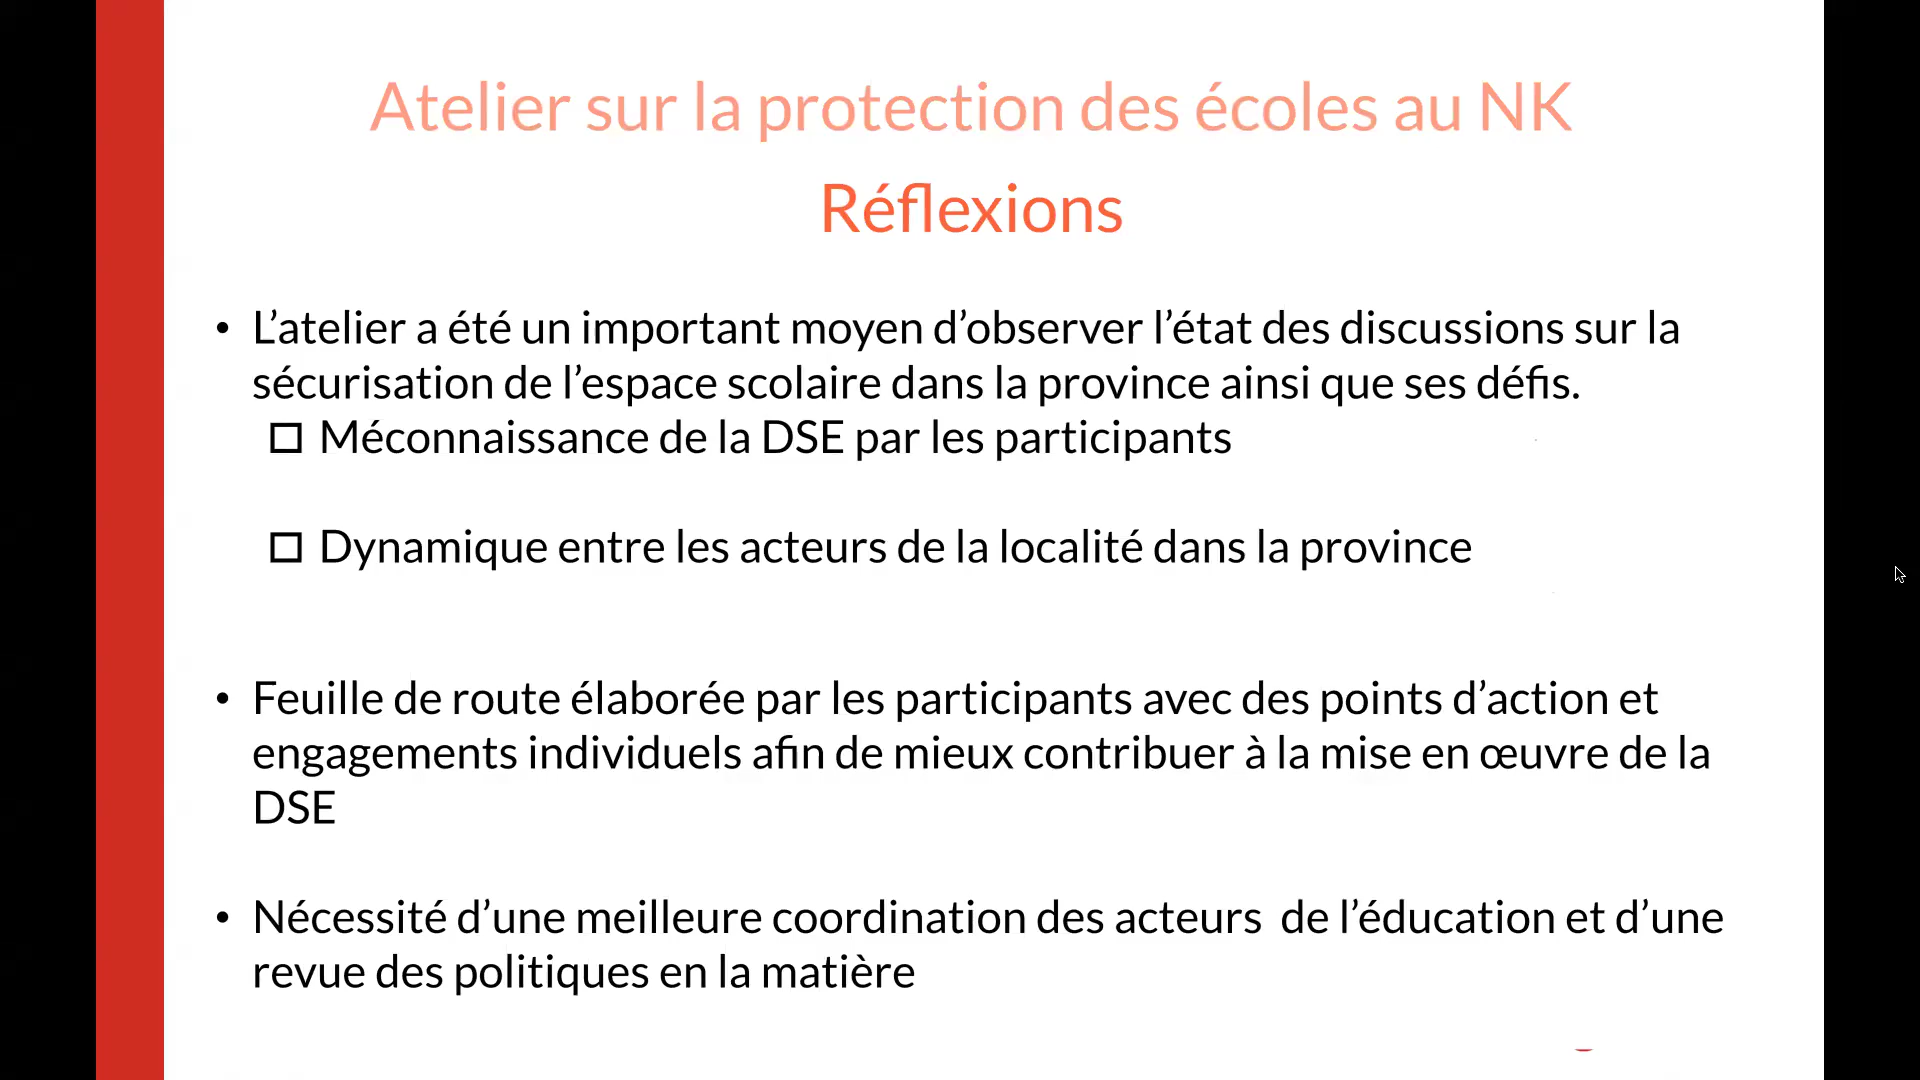 Atelier sur la protection des écoles au NK
Réflexions
• L’atelier a été un important moyen d’observer l’état des discussions sur la
sécurisation de l’espace scolaire dans la province ainsi que ses défis.
□ Méconnaissance de la DSE par les participants
□ Dynamique entre les acteurs de la localité dans la province
• Feuille de route élaborée par les participants avec des points d’action et
engagements individuels afin de mieux contribuer à la mise en œuvre de la
DSE
• Nécessité d’une meilleure coordination des acteurs  de l’éducation et d’une
revue des politiques en la matière